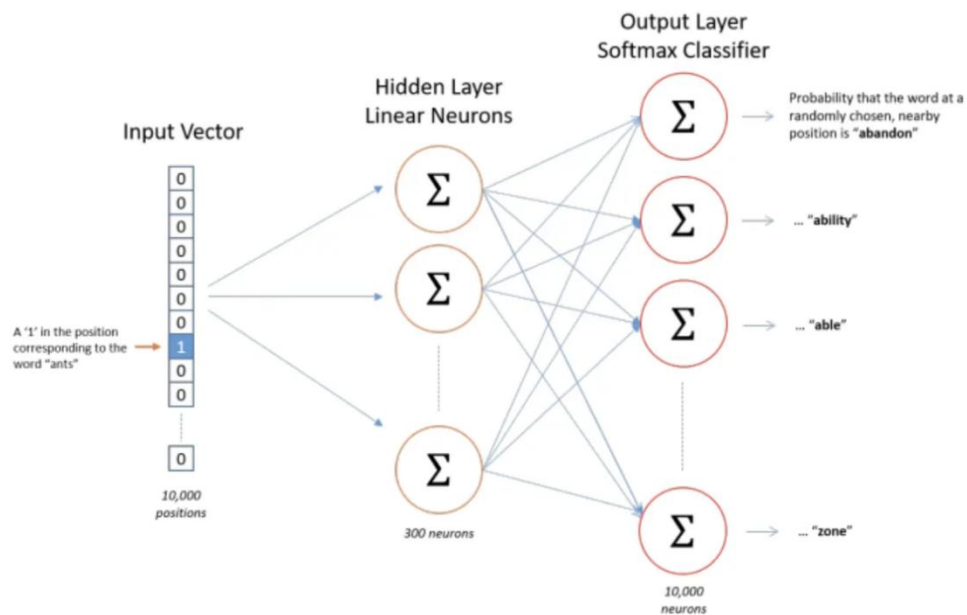 Output Layer
Softmax Classifier
Hidden Layer
Linear Neurons
Input Vector
0
0
0
0
0
0
0
1
0
0
0
A ‘1’ in the position
corresponding to the
word “ants”
10,000
positions
Σ
Σ
Σ
300 neurons
Σ
Σ
Σ
Σ
10,000
neurons
Probability that the word at a
randomly chosen, nearby
position is “abandon”
... “ability”
... “able”
... “zone”